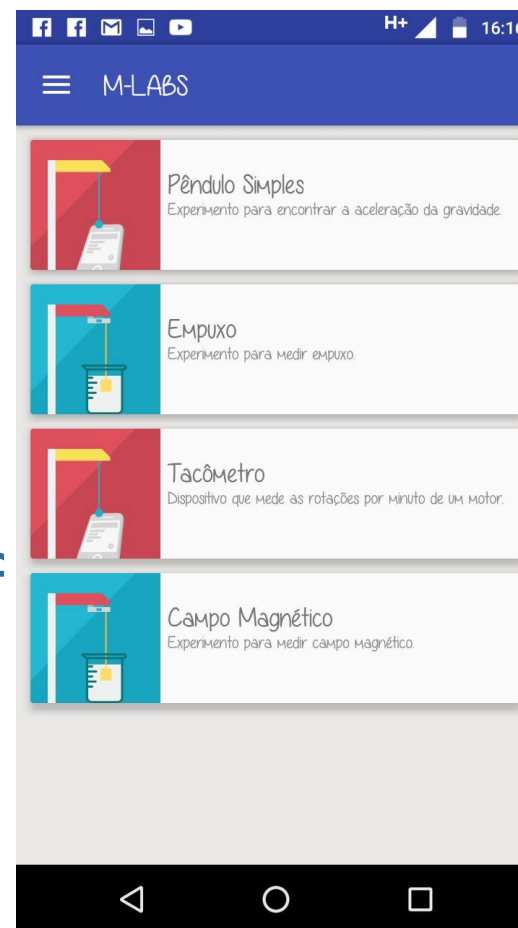 H+ 16:16
M-LABS
Pêndulo Simples
Experimento para encontrar a aceleração da gravidade.
Empuxo
Experimento para medir empuxo.
Tacômetro
Dispositivo que mede as rotações por minuto de um motor.
Campo Magnético
Experimento para medir campo magnético.